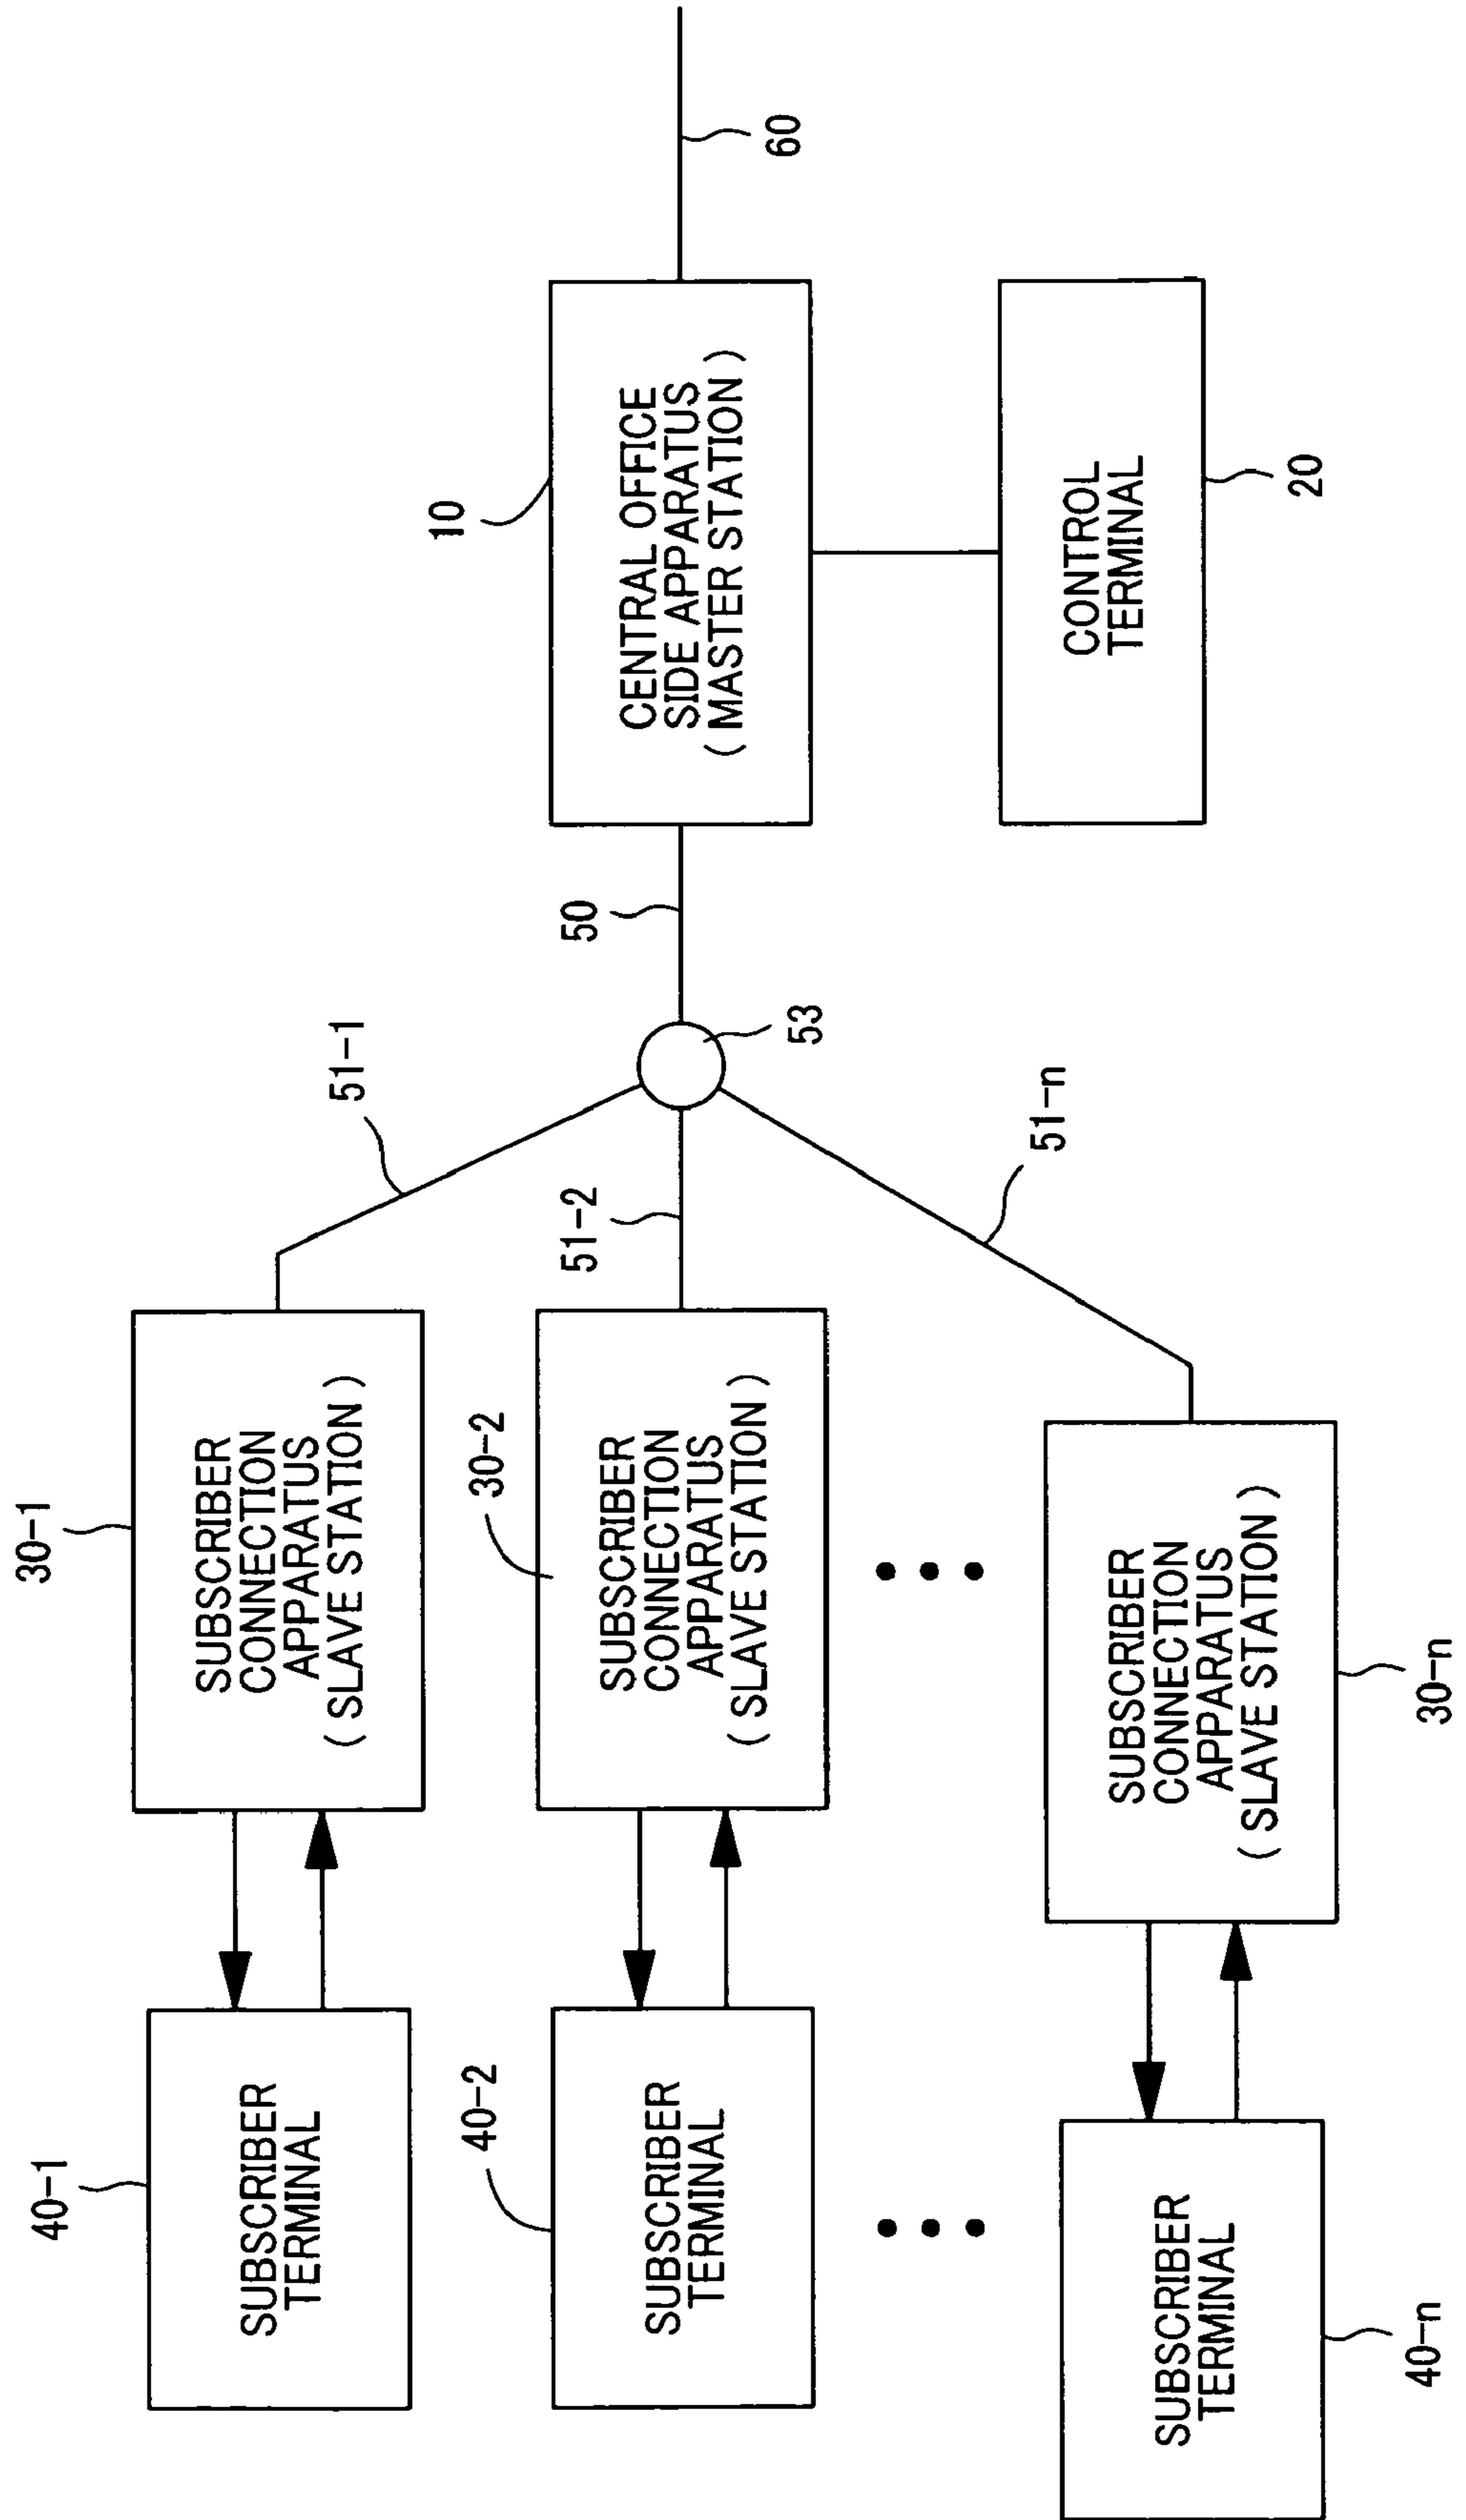 40-1
SUBSCRIBER
TERMINAL
30-1
SUBSCRIBER
CONNECTION
APPARATUS
(SLAVE STATION)
51-1
40-2
SUBSCRIBER
TERMINAL
30-2
SUBSCRIBER
CONNECTION
APPARATUS
(SLAVE STATION)
51-2
53
50
10
CENTRAL OFFICE
SIDE APPARATUS
(MASTER STATION)
60
40-n
SUBSCRIBER
TERMINAL
30-n
SUBSCRIBER
CONNECTION
APPARATUS
(SLAVE STATION)
51-n
CONTROL
TERMINAL
20